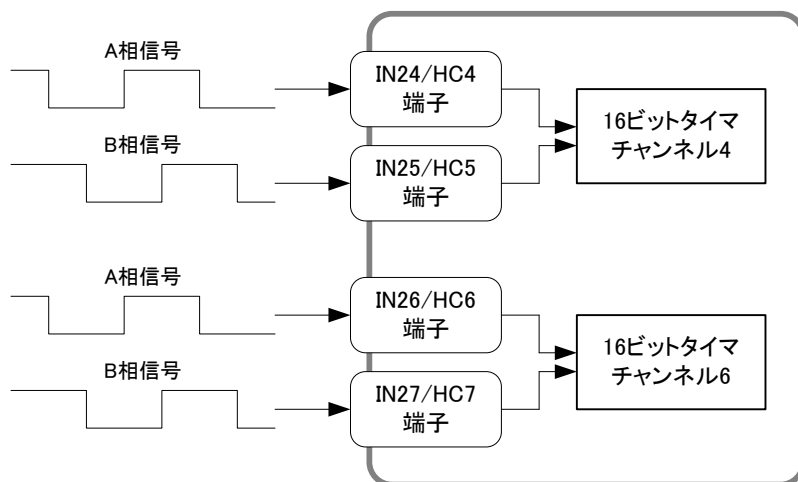 A相信号
IN24/HC4
端子
B相信号
IN25/HC5
端子
16ビットタイマ
チャンネル4
A相信号
IN26/HC6
端子
B相信号
IN27/HC7
端子
16ビットタイマ
チャンネル6